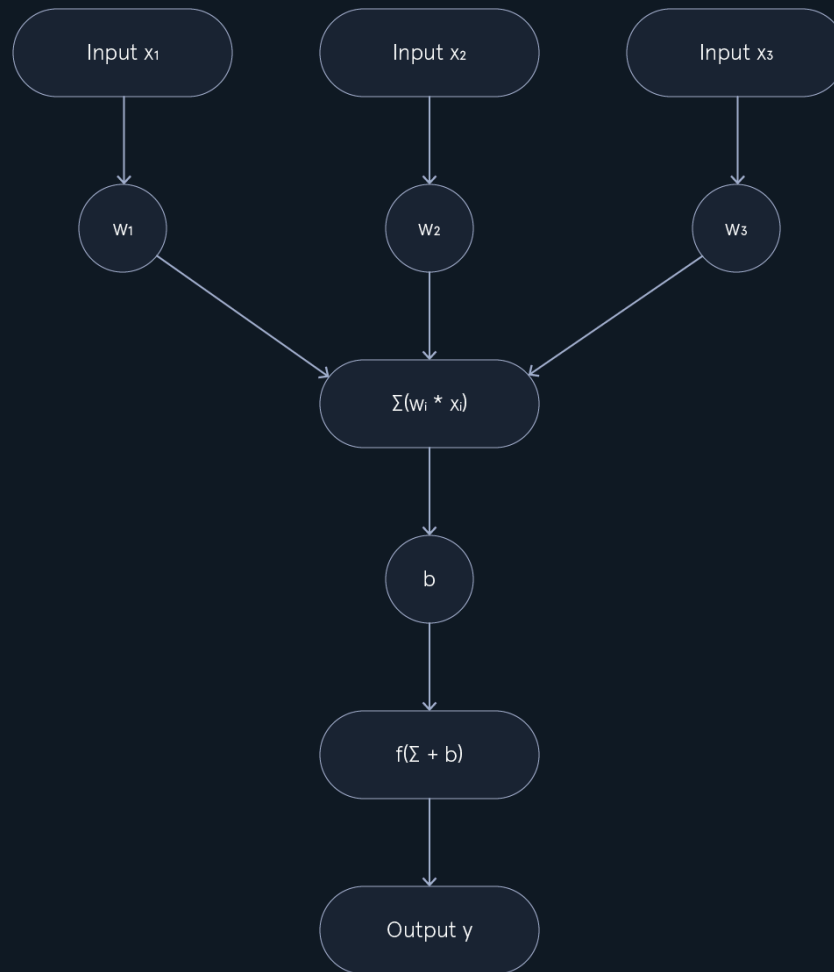 Input x₁
Input x₂
Input x₃
w₁
w₂
w₃
Σ(wᵢ * xᵢ)
b
f(Σ + b)
Output y